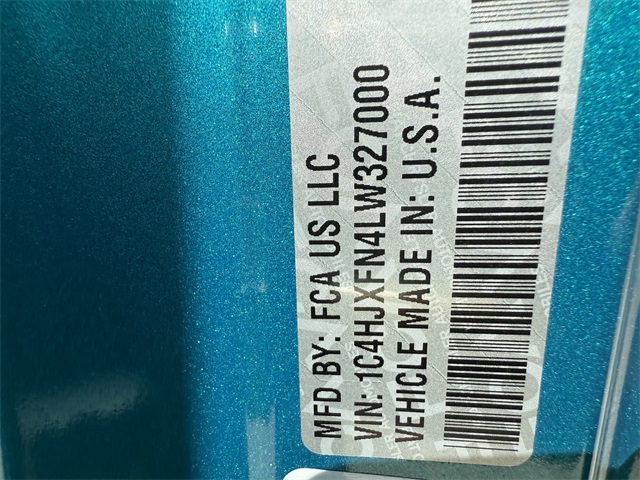 MFD BY: FCA US LLC
VIN: 1C4HJXFN4LW327000
VEHICLE MADE IN: U.S.A.